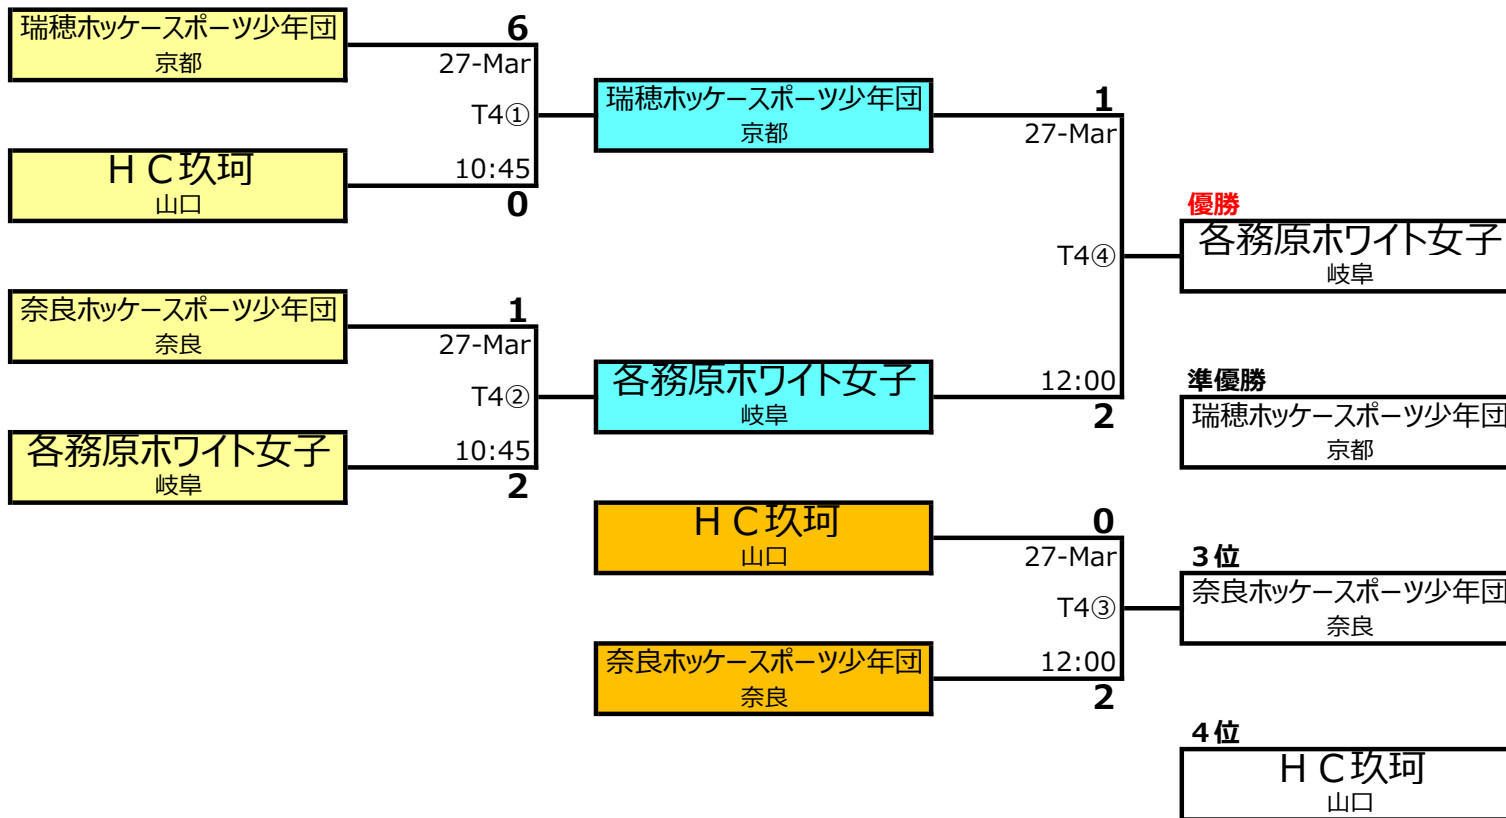 瑞穂ホッケースポーツ少年団
京都
6
27-Mar
T4①
10:45
0
ＨＣ玖珂
山口
奈良ホッケースポーツ少年団
奈良
1
27-Mar
T4②
10:45
2
各務原ホワイト女子
岐阜
瑞穂ホッケースポーツ少年団
京都
1
27-Mar
T4④
12:00
2
各務原ホワイト女子
岐阜
ＨＣ玖珂
山口
0
27-Mar
T4③
12:00
2
奈良ホッケースポーツ少年団
奈良
優勝
各務原ホワイト女子
岐阜
準優勝
瑞穂ホッケースポーツ少年団
京都
３位
奈良ホッケースポーツ少年団
奈良
４位
ＨＣ玖珂
山口